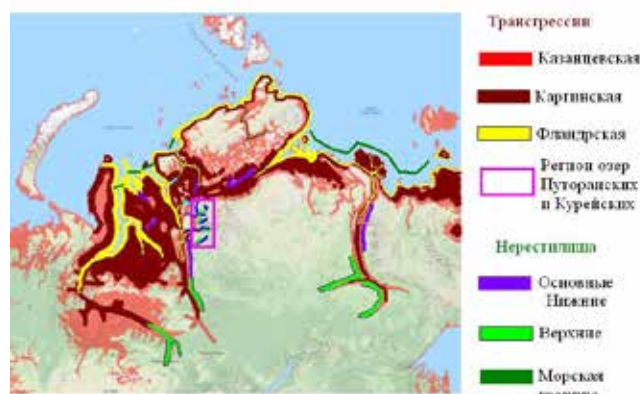 Трансгрессии
Казанцевская
Каргинская
Фландрская
Регион озер
Путоранских
и Курейских
Нерестилища
Основные
Нижние
Верхние
Морская